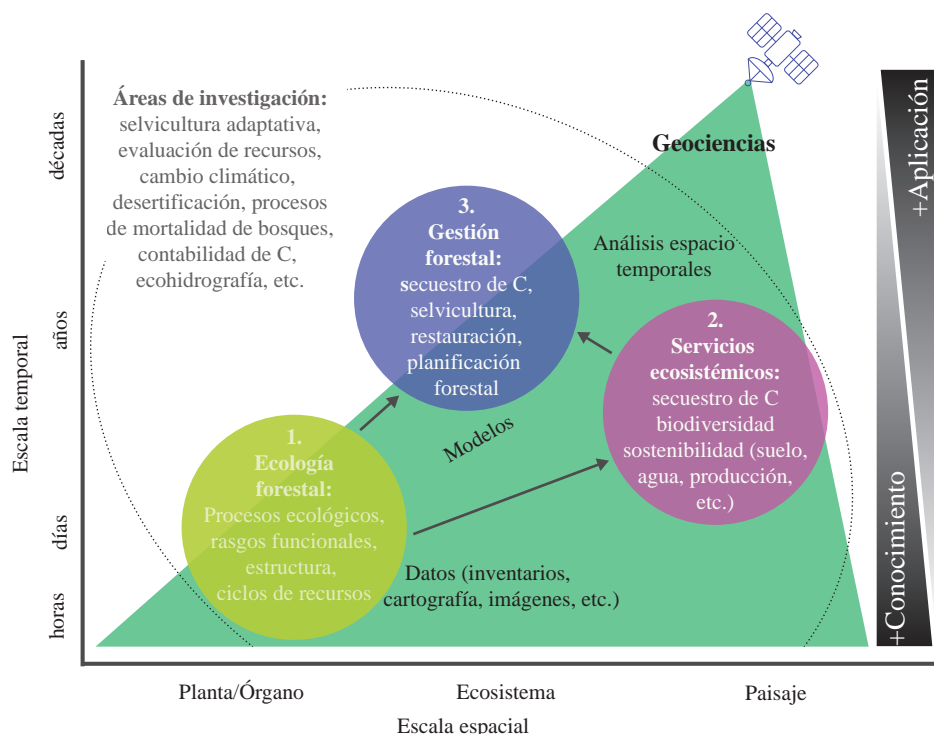 Áreas de investigación:
selvicultura adaptativa,
evaluación de recursos,
cambio climático,
desertificación, procesos
de mortalidad de bosques,
contabilidad de C,
ecohidrografía, etc.
Geociencias
+Aplicación
+Conocimiento
3.
Gestión
forestal:
secuestro de C,
selvicultura,
restauración,
planificación
forestal
Análisis espacio
temporales
2.
Servicios
ecosistémicos:
secuestro de C
biodiversidad
sostenibilidad (suelo,
agua, producción,
etc.)
Modelos
1.
Ecología
forestal:
Procesos ecológicos,
rasgos funcionales,
estructura,
ciclos de recursos
Datos (inventarios,
cartografía, imágenes, etc.)
Escala temporal
décadas
años
días
horas
Planta/Órgano
Ecosistema
Paisaje
Escala espacial